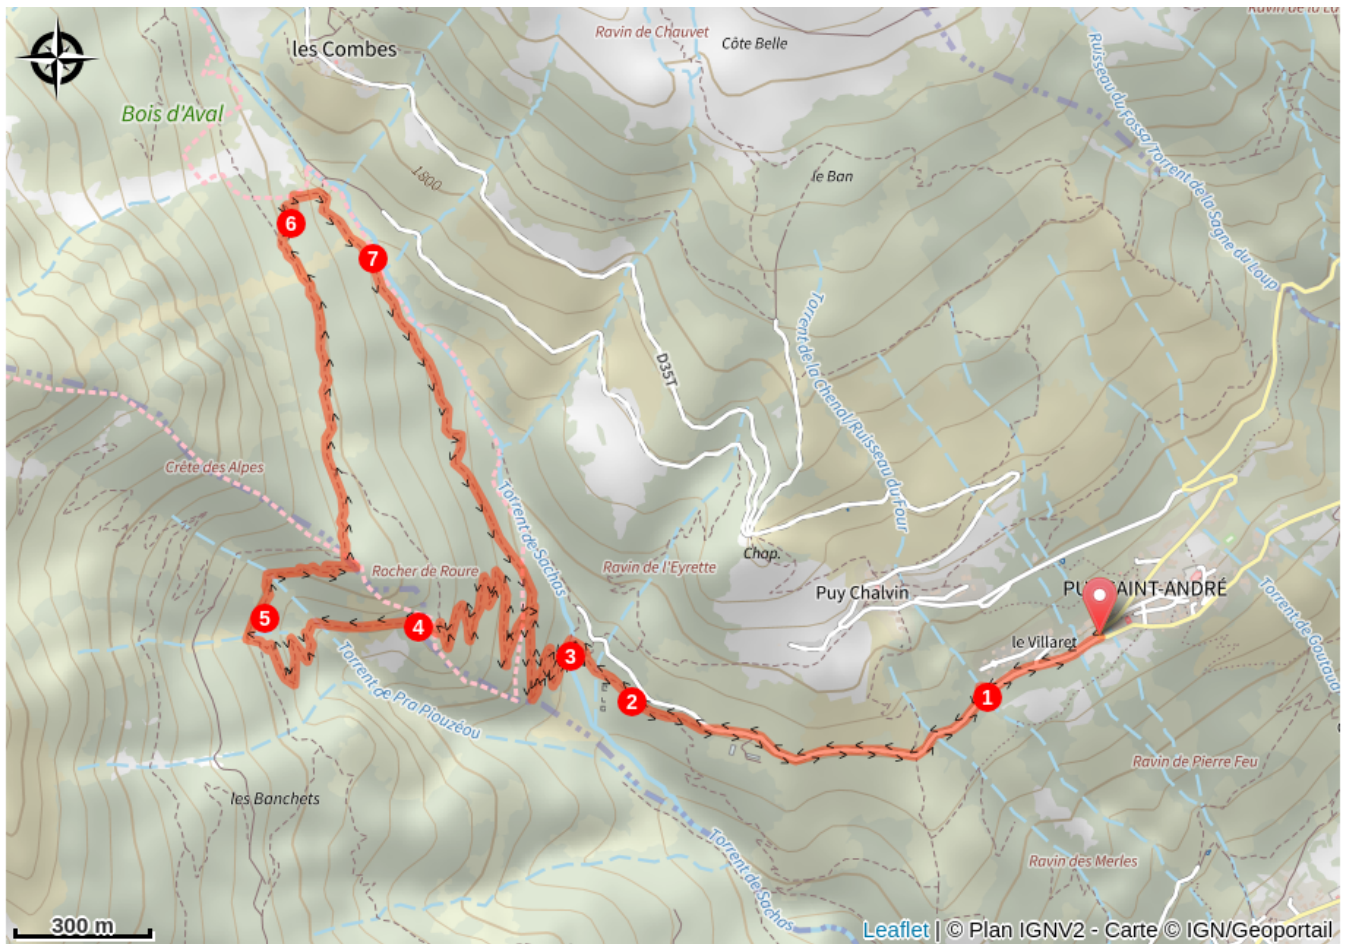 Ravin de Chauvet
Côte Belle
les Combes
Bois d'Aval
1800
le Ban
Ruisseau du Fossa/Torrent de la Sagne du Loup
6
7
D35T
Torrent de la Chenal/Ruisseau du Four
Crête des Alpes
Torrent de Sachas
Chap.
Rocher de Roure
Ravin de l'Eyrette
Puy Chalvin
SAINT-ANDRÉ
Torrent de
5
4
le Villaret
3
Torrent de Pra Plouzéou
2
1
Ravin de Pierre Feu
les Banchets
Torrent de Sachas
Ravin des Merles
300 m
Leaflet | © Plan IGNV2 - Carte © IGN/Geoportail